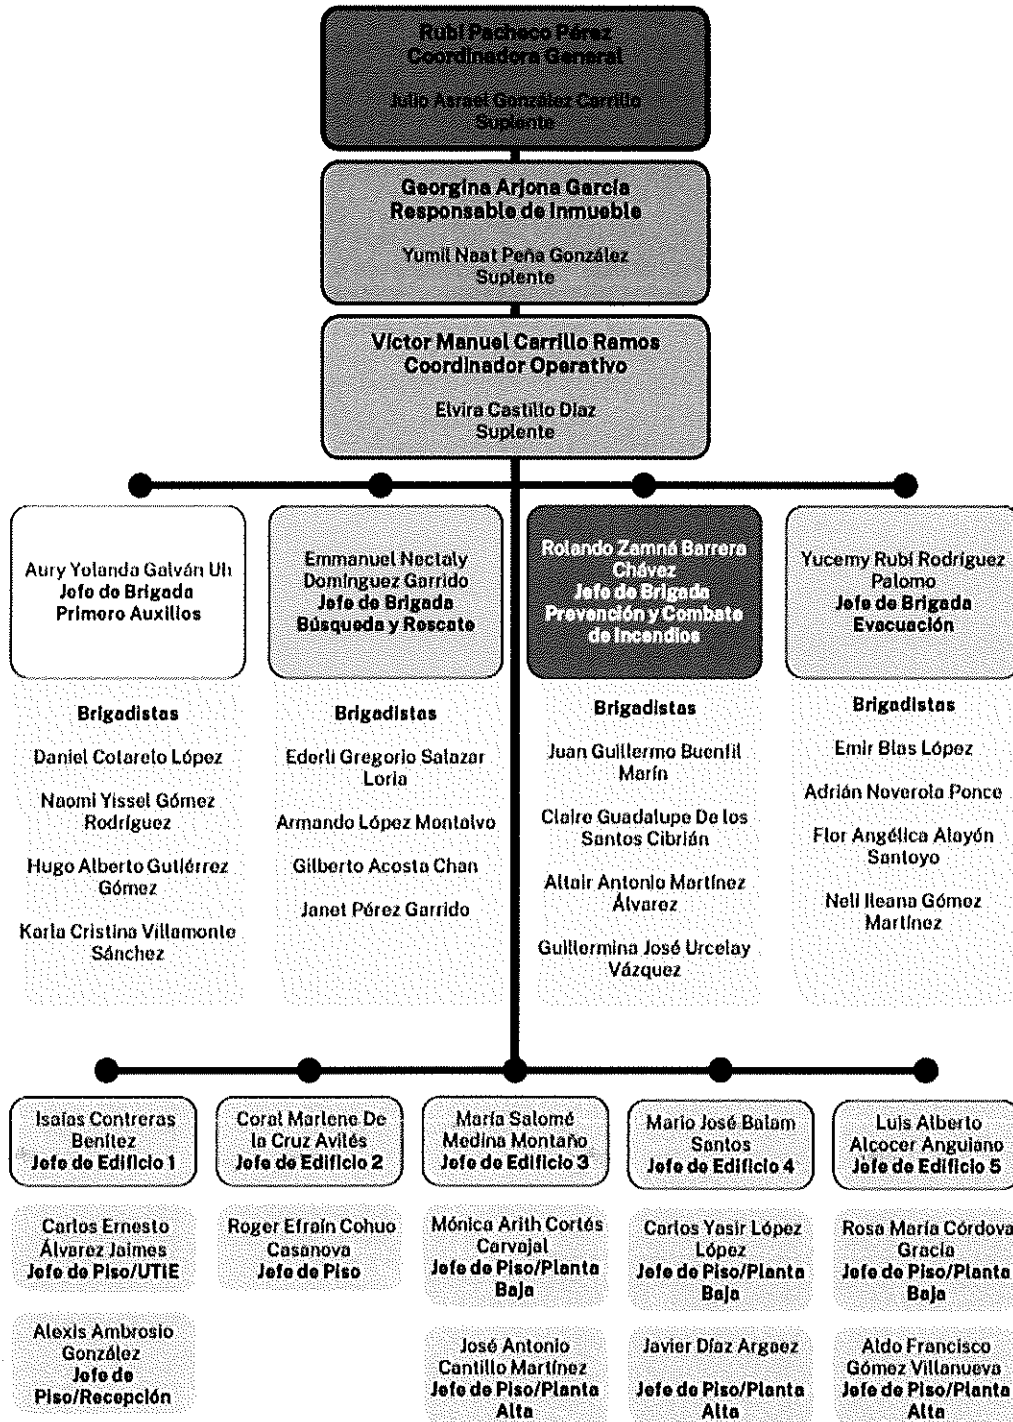 Rubí Pacheco Pérez
Coordinadora General
Julio Asrael González Carrillo
Suplente
Georgina Arjona García
Responsable de Inmueble
Yumil Naat Peña González
Suplente
Víctor Manuel Carrillo Ramos
Coordinador Operativo
Elvira Castillo Díaz
Suplente
Aury Yolanda Galván Uh
Jefe de Brigada
Primero Auxilios
Emmanuel Nectaly
Domínguez Garrido
Jefe de Brigada
Búsqueda y Rescate
Rolando Zamná Barrera
Chávez
Jefe de Brigada
Prevención y Combate
de Incendios
Yucemy Rubí Rodríguez
Palomo
Jefe de Brigada
Evacuación
Brigadistas
Daniel Cotarelo López
Naomi Yissel Gómez
Rodríguez
Hugo Alberto Gutiérrez
Gómez
Karla Cristina Villamonte
Sánchez
Brigadistas
Ederli Gregorio Salazar
Loria
Armando López Montalvo
Gilberto Acosta Chan
Janet Pérez Garrido
Brigadistas
Juan Guillermo Buenfil
Marín
Claire Guadalupe De los
Santos Cibrián
Altair Antonio Martínez
Álvarez
Guillermina José Urcelay
Vázquez
Brigadistas
Emir Blas López
Adrián Noverola Ponce
Flor Angélica Alayón
Santoyo
Neli Ileana Gómez
Martínez
Isaías Contreras
Benítez
Jefe de Edificio 1
Coral Marlene De
la Cruz Avilés
Jefe de Edificio 2
María Salomé
Medina Montaño
Jefe de Edificio 3
Mario José Balam
Santos
Jefe de Edificio 4
Luis Alberto
Alcocer Anguiano
Jefe de Edificio 5
Carlos Ernesto
Álvarez Jaimes
Jefe de Piso/UTIE
Roger Efraín Cohuo
Casanova
Jefe de Piso
Mónica Arith Cortés
Carvajal
Jefe de Piso/Planta
Baja
Carlos Yasir López
López
Jefe de Piso/Planta
Baja
Rosa María Córdova
Gracia
Jefe de Piso/Planta
Baja
Alexis Ambrosio
González
Jefe de
Piso/Recepción
José Antonio
Cantillo Martínez
Jefe de Piso/Planta
Alta
Javier Díaz Argaez
Jefe de Piso/Planta
Alta
Aldo Francisco
Gómez Villanueva
Jefe de Piso/Planta
Alta